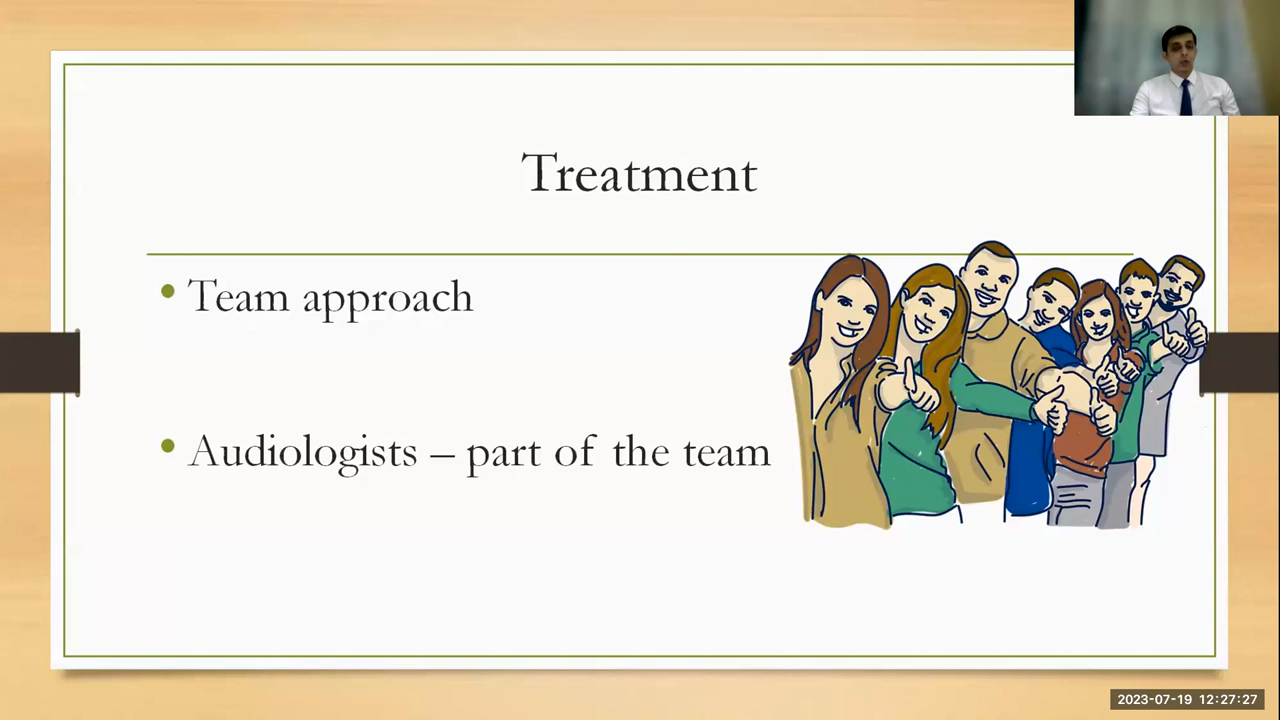 Treatment
• Team approach
• Audiologists – part of the team
2023-07-19 12:27:27